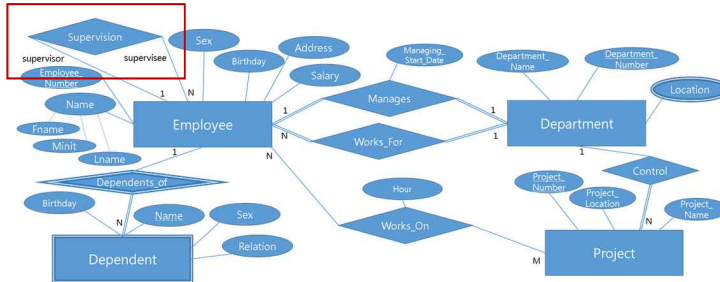 Supervision
supervisor
supervisee
Employee_
Number
Sex
Birthday
Address
Salary
Name
Fname
Minit
Lname
1
N
Employee
1
N
N
1
Managing_
Start_Date
Manages
Works_For
1
1
Department_
Name
Department_
Number
Location
Department
1
Control
N
Dependents_of
N
Birthday
Name
Sex
Relation
Dependent
Hour
Works_On
M
Project_
Number
Project_
Location
Project_
Name
Project